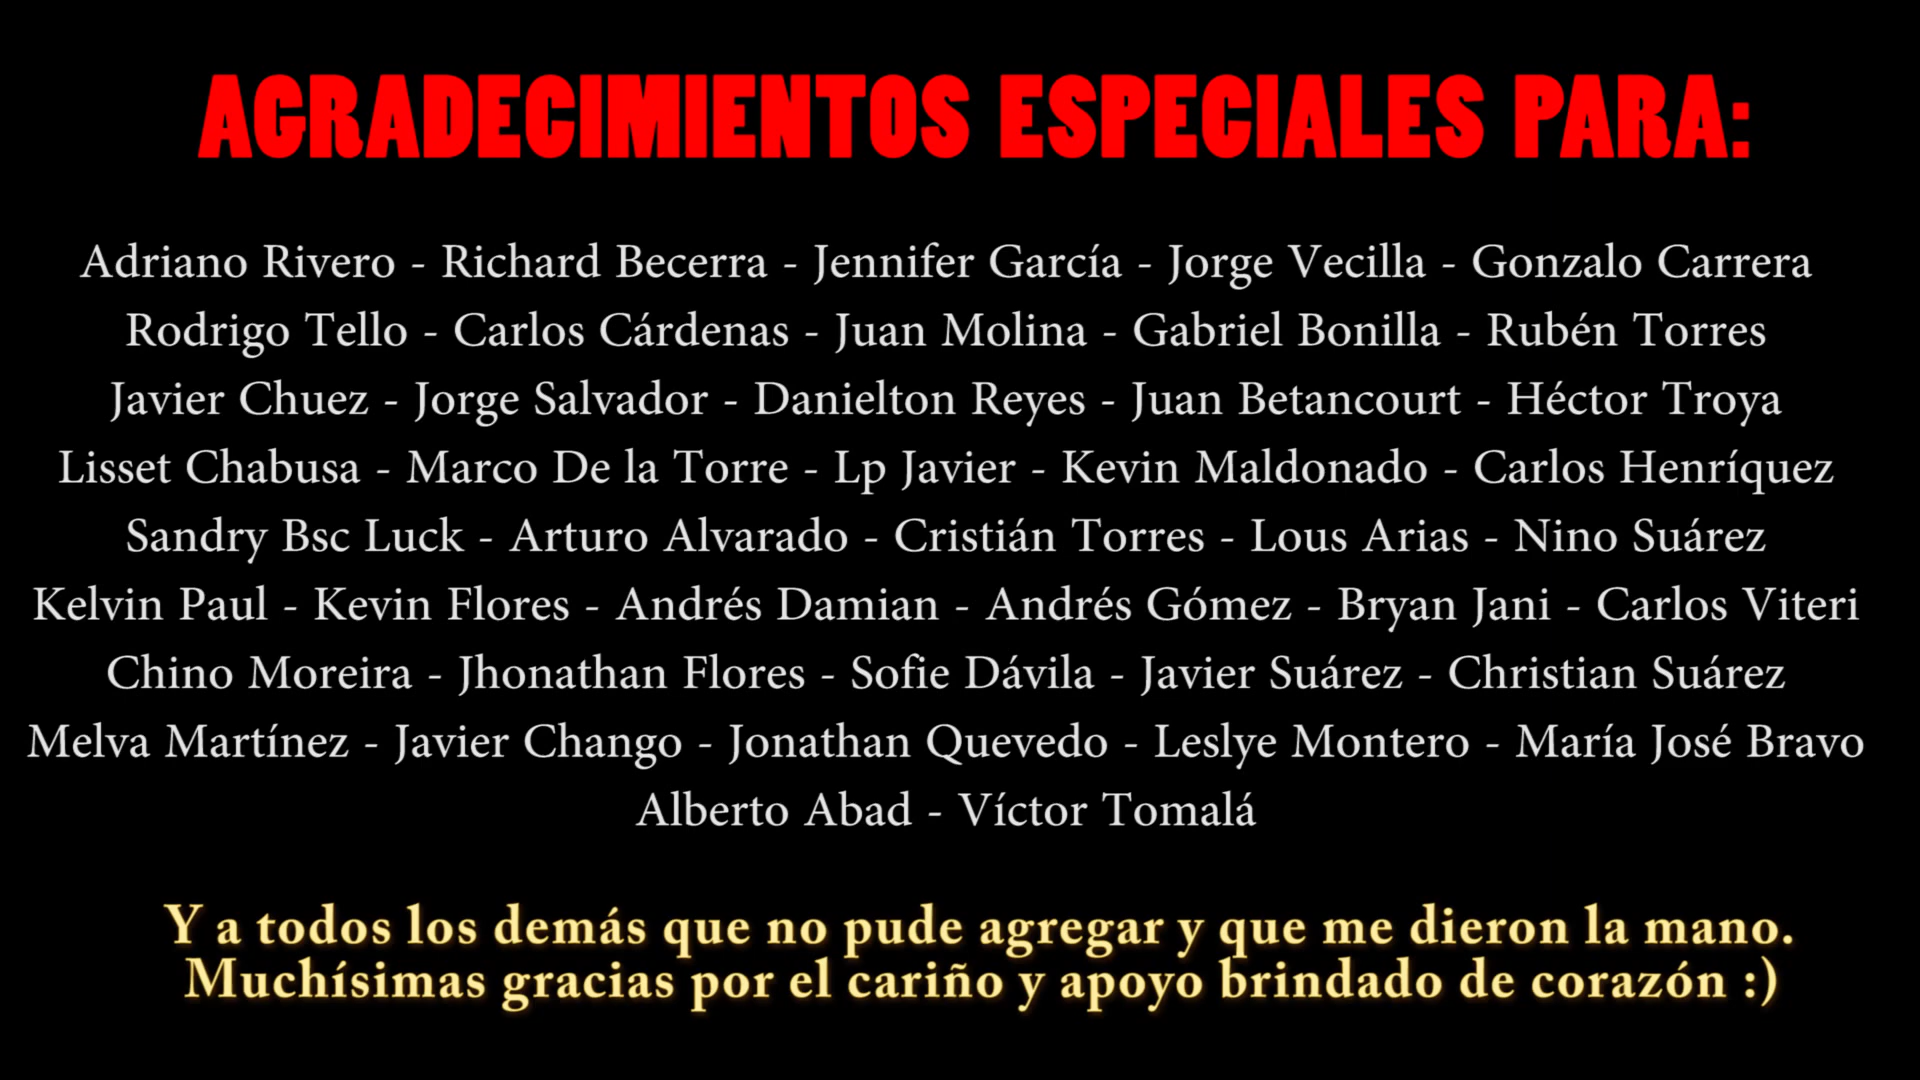 AGRADECIMIENTOS ESPECIALES PARA:
Adriano Rivero - Richard Becerra - Jennifer García - Jorge Vecilla - Gonzalo Carrera
Rodrigo Tello - Carlos Cárdenas - Juan Molina - Gabriel Bonilla - Rubén Torres
Javier Chuez - Jorge Salvador - Danielton Reyes - Juan Betancourt - Héctor Troya
Lisset Chabusa - Marco De la Torre - Lp Javier - Kevin Maldonado - Carlos Henríquez
Sandry Bsc Luck - Arturo Alvarado - Cristián Torres - Lous Arias - Nino Suárez
Kelvin Paul - Kevin Flores - Andrés Damian - Andrés Gómez - Bryan Jani - Carlos Viteri
Chino Moreira - Jhonathan Flores - Sofie Dávila - Javier Suárez - Christian Suárez
Melva Martínez - Javier Chango - Jonathan Quevedo - Leslye Montero - María José Bravo
Alberto Abad - Víctor Tomalá
Y a todos los demás que no pude agregar y que me dieron la mano.
Muchísimas gracias por el cariño y apoyo brindado de corazón :)